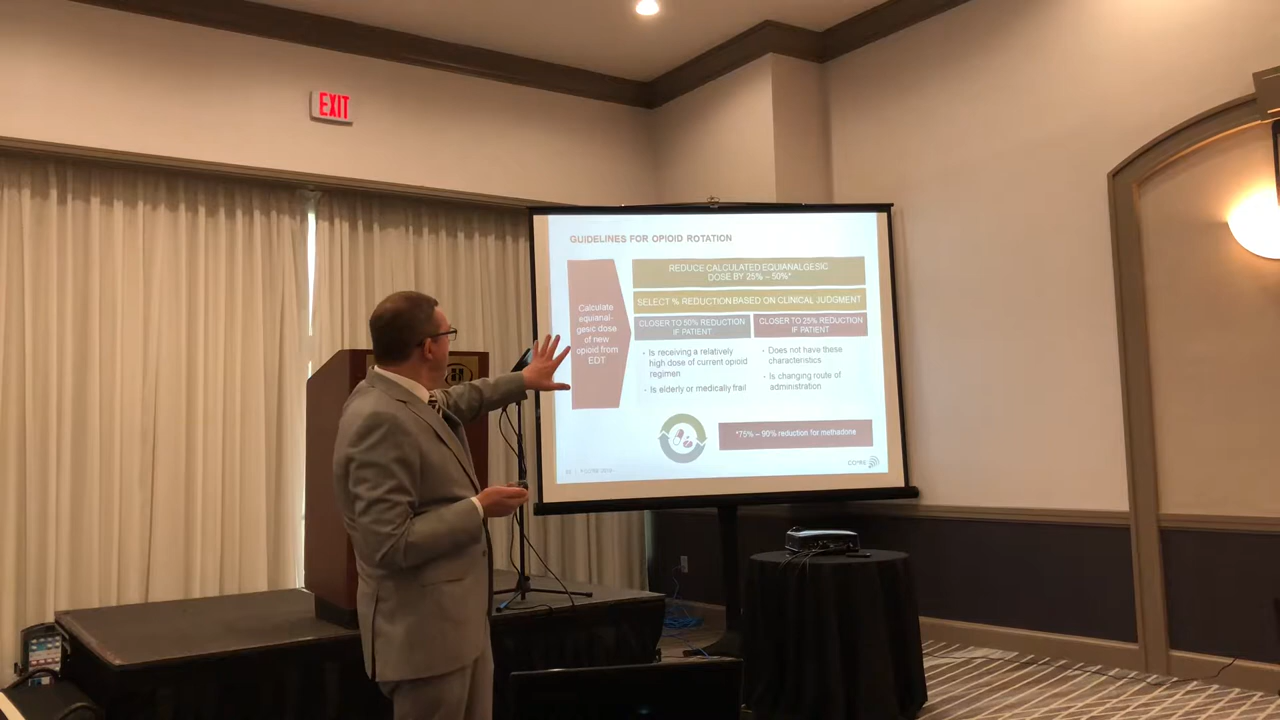 EXIT
GUIDELINES FOR OPIOID ROTATION
Calculate
equianal-
gesic dose
of new
opioid from
EDT
REDUCE CALCULATED EQUIANALGESIC
DOSE BY 25% – 50%*
SELECT % REDUCTION BASED ON CLINICAL JUDGMENT
CLOSER TO 50% REDUCTION
IF PATIENT
CLOSER TO 25% REDUCTION
IF PATIENT
· Is receiving a relatively
high dose of current opioid
regimen
· Is elderly or medically frail
· Does not have these
characteristics
· Is changing route of
administration
*75% – 90% reduction for methadone
CO*RE